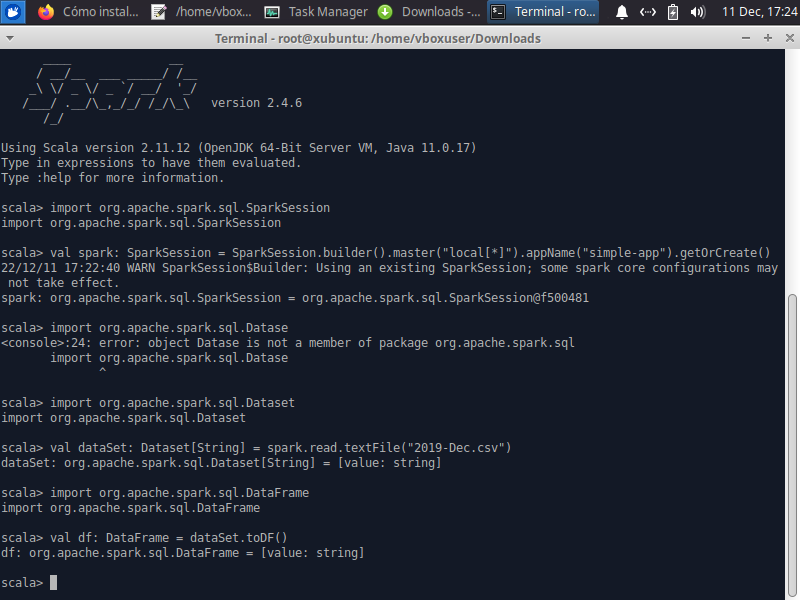 Cómo instal...
/home/vbox...
Task Manager
Downloads -...
Terminal - ro...
11 Dec, 17:24
Terminal - root@xubuntu: /home/vboxuser/Downloads
      ____              __
     / __/__  ___ _____/ /__
    _\ \/ _ \/ _ `/ __/  '_/
   /___/ .__/\_,_/_/ /_/\_\   version 2.4.6
      /_/
Using Scala version 2.11.12 (OpenJDK 64-Bit Server VM, Java 11.0.17)
Type in expressions to have them evaluated.
Type :help for more information.
scala> import org.apache.spark.sql.SparkSession
import org.apache.spark.sql.SparkSession
scala> val spark: SparkSession = SparkSession.builder().master("local[*]").appName("simple-app").getOrCreate()
22/12/11 17:22:40 WARN SparkSession$Builder: Using an existing SparkSession; some spark core configurations may
 not take effect.
spark: org.apache.spark.sql.SparkSession = org.apache.spark.sql.SparkSession@f500481
scala> import org.apache.spark.sql.Datase
<console>:24: error: object Datase is not a member of package org.apache.spark.sql
       import org.apache.spark.sql.Datase
              ^
scala> import org.apache.spark.sql.Dataset
import org.apache.spark.sql.Dataset
scala> val dataSet: Dataset[String] = spark.read.textFile("2019-Dec.csv")
dataSet: org.apache.spark.sql.Dataset[String] = [value: string]
scala> import org.apache.spark.sql.DataFrame
import org.apache.spark.sql.DataFrame
scala> val df: DataFrame = dataSet.toDF()
df: org.apache.spark.sql.DataFrame = [value: string]
scala>